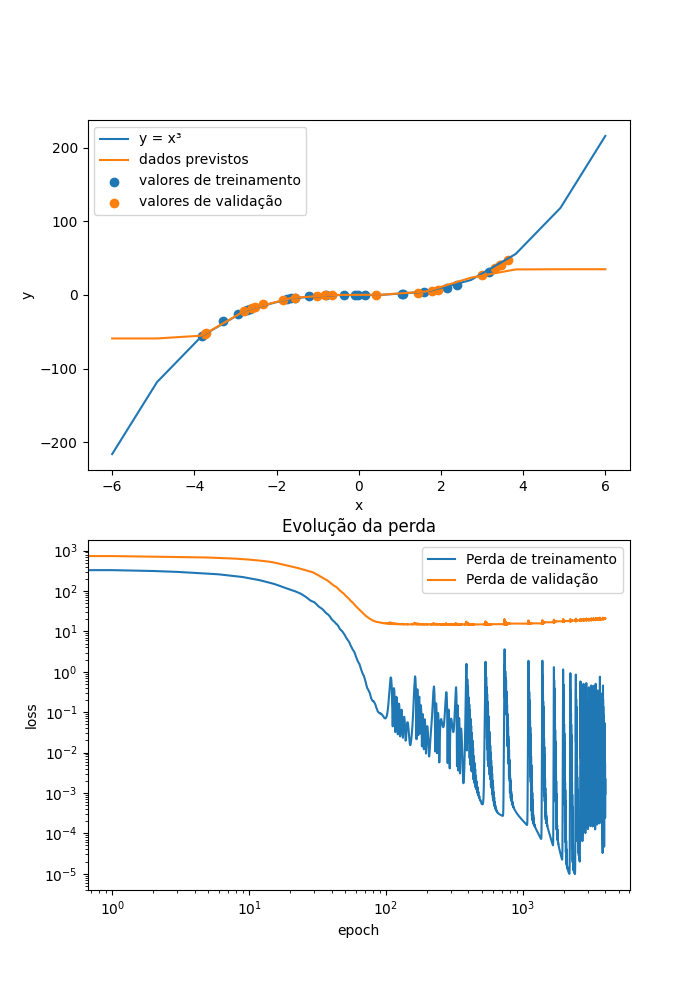 y = x³
dados previstos
valores de treinamento
valores de validação
200
100
0
−100
−200
y
−6
−4
−2
0
2
4
6
x
Evolução da perda
Perda de treinamento
Perda de validação
10³
10²
10¹
10⁰
10⁻¹
10⁻²
10⁻³
10⁻⁴
10⁻⁵
loss
10⁰
10¹
10²
10³
epoch